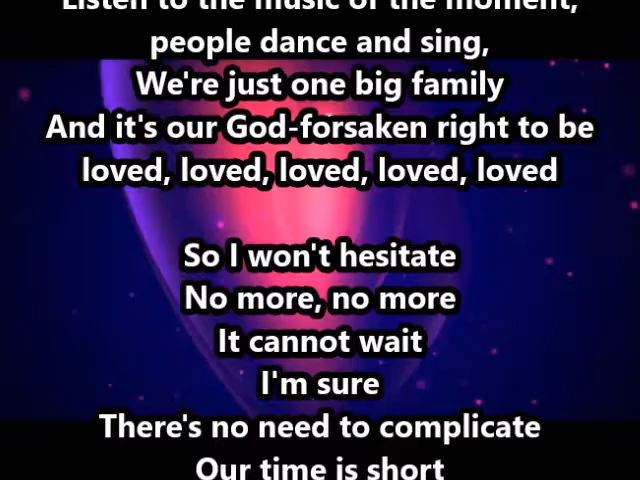 Listen to the music of the moment,
people dance and sing,
We're just one big family
And it's our God-forsaken right to be
loved, loved, loved, loved, loved
So I won't hesitate
No more, no more
It cannot wait
I'm sure
There's no need to complicate
Our time is short